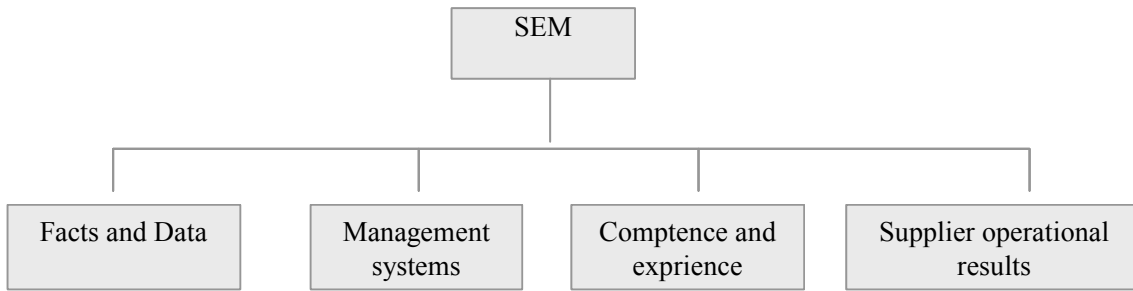 SEM
Facts and Data
Management
systems
Comptence and
exprience
Supplier operational
results